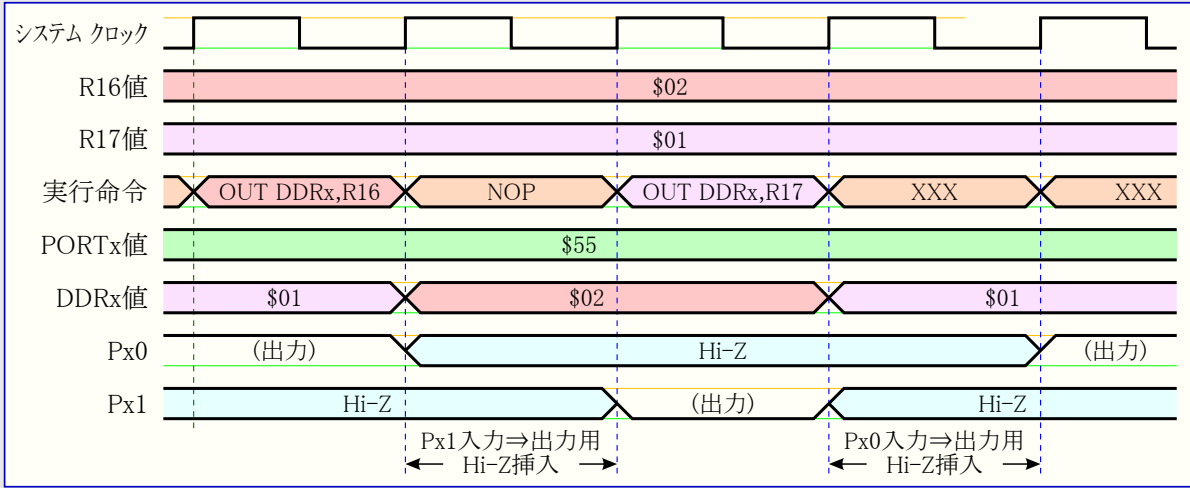 システム クロック
R16値 $02
R17値 $01
実行命令 OUT DDRx,R16 NOP OUT DDRx,R17 XXX XXX
PORTx値 $55
DDRx値 $01 $02 $01
Px0 (出力) Hi-Z (出力)
Px1 Hi-Z (出力) Hi-Z
Px1入力⇒出力用 Px0入力⇒出力用
Hi-Z挿入 Hi-Z挿入